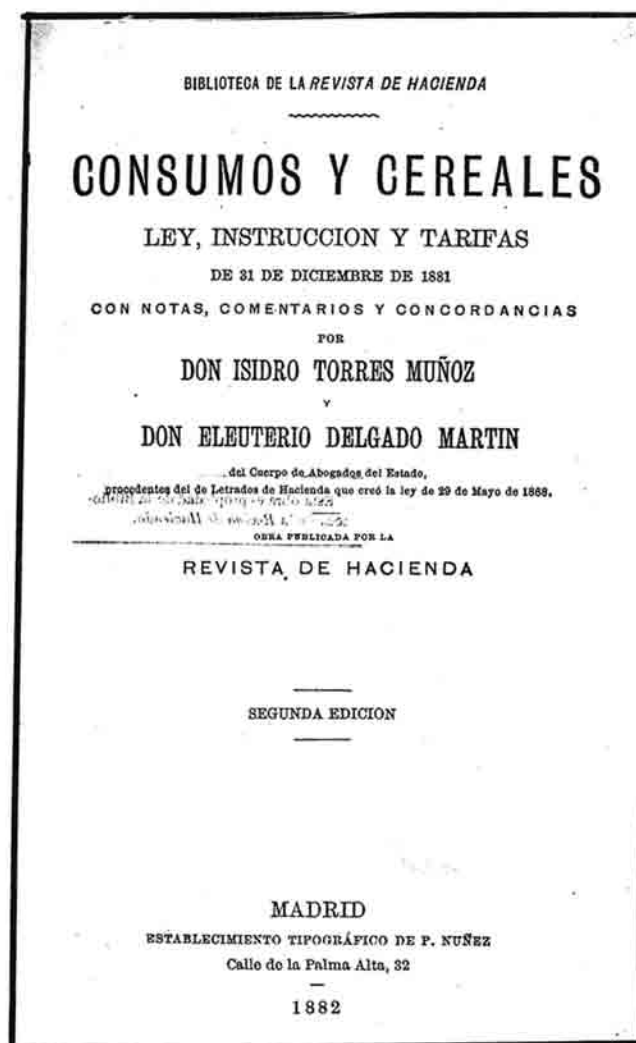 BIBLIOTECA DE LA REVISTA DE HACIENDA
CONSUMOS Y CEREALES
LEY, INSTRUCCION Y TARIFAS
DE 31 DE DICIEMBRE DE 1881
CON NOTAS, COMENTARIOS Y CONCORDANCIAS
POR
DON ISIDRO TORRES MUÑOZ
Y
DON ELEUTERIO DELGADO MARTIN
del Cuerpo de Abogados del Estado,
procedentes del de Letrados de Hacienda que creó la ley de 29 de Mayo de 1868.
OBRA PUBLICADA POR LA
REVISTA DE HACIENDA
SEGUNDA EDICION
MADRID
ESTABLECIMIENTO TIPOGRÁFICO DE P. NUÑEZ
Calle de la Palma Alta, 32
1882